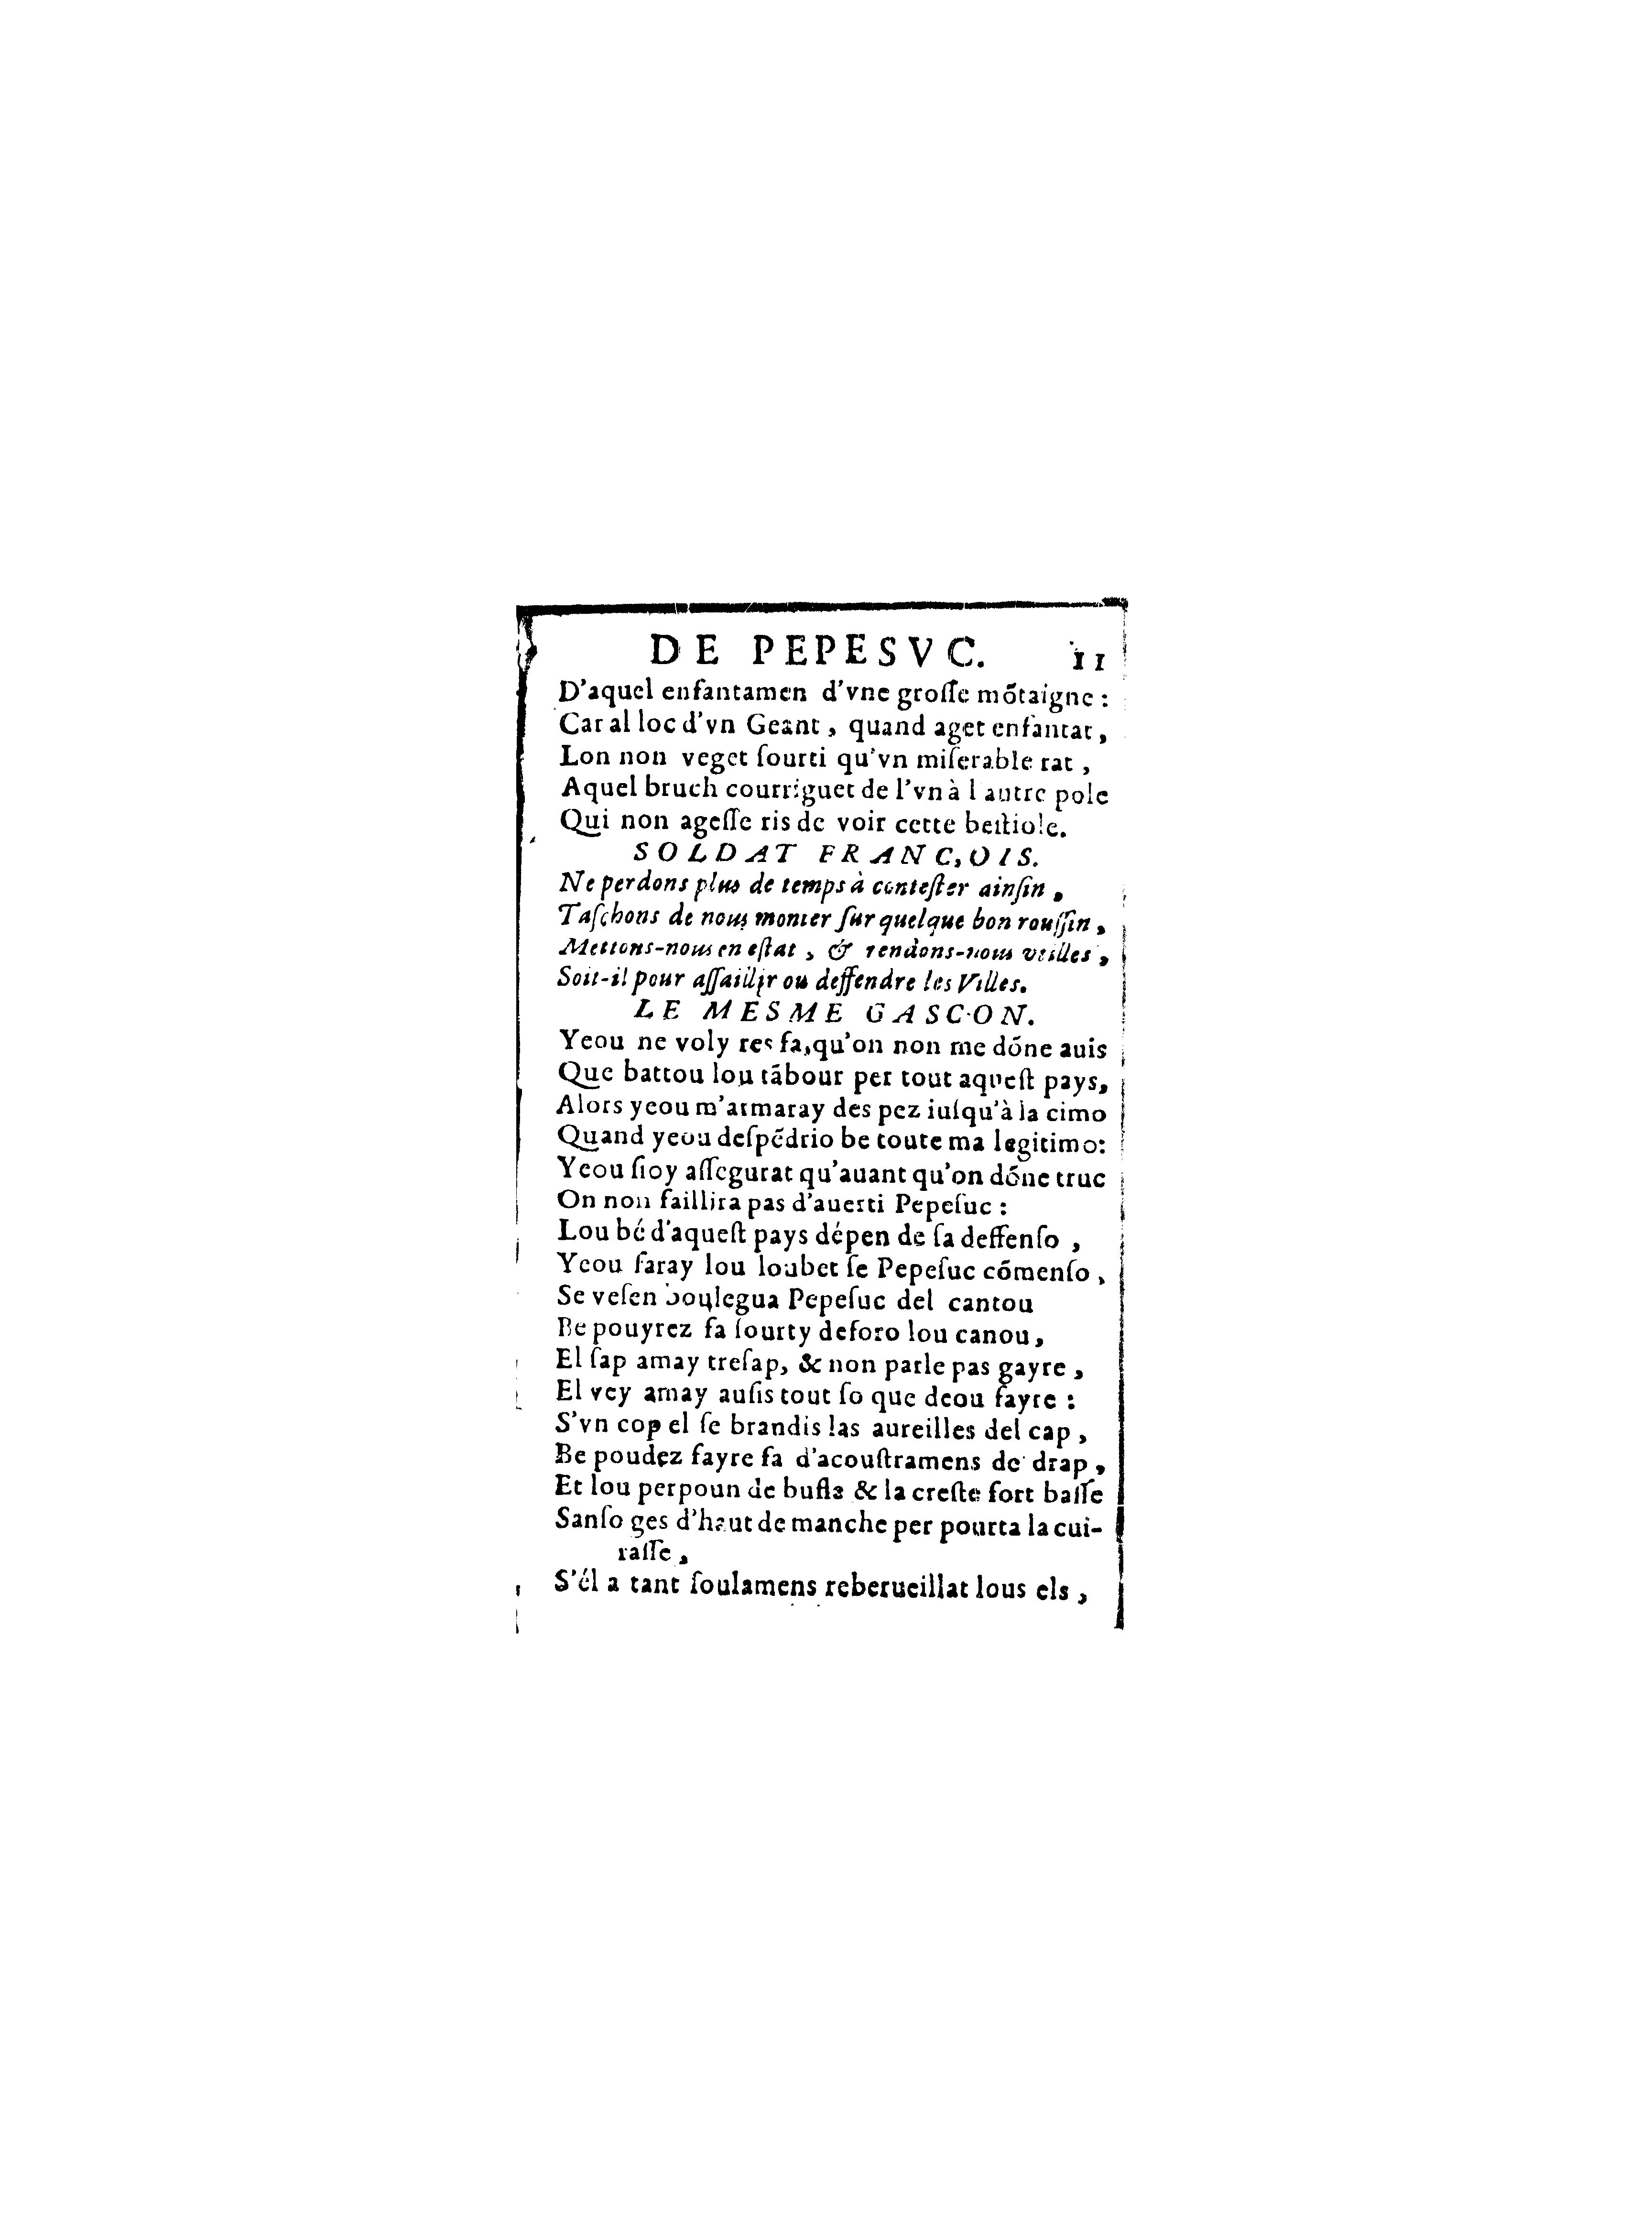 DE PEPESVC. 11
D'aquel enfantamen d'vne groſſe mõtaigne :
Car al loc d'vn Geant , quand aget enfantat ,
Lon non veget ſourti qu'vn miſerable rat ,
Aquel bruch courriguet de l'vn à l autre pole
Qui non ageſſe ris de voir cette beſtiole.
SOLDAT FRANC,OIS.
Ne perdons plus de temps à conteſter ainſin ,
Taſchons de nous monter ſur quelque bon rouſſin ,
Mettons-nous en eſtat , & rendons-nous vtilles ,
Soit-il pour aſſaillir ou deffendre les Villes.
LE MESME GASCON.
Yeou ne voly res fa,qu'on non me dõne auis
Que battou lou tãbour per tout aqueſt pays,
Alors yeou m'armaray des pez iuſqu'à la cimo
Quand yeou deſpẽdrio be toute ma legitimo:
Yeou ſioy aſſegurat qu'auant qu'on dõne truc
On non faillira pas d'auerti Pepeſuc :
Lou bé d'aqueſt pays dépen de ſa deffenſo ,
Yeou faray lou loubet ſe Pepeſuc cõmenſo ,
Se veſen boulegua Pepeſuc del cantou
Be pouyrez fa ſourty deforo lou canou ,
El ſap amay treſap, & non parle pas gayre ,
El vey amay auſis tout ſo que deou fayre :
S'vn cop el ſe brandis las aureilles del cap ,
Be poudez fayre fa d'acouſtramens de drap ,
Et lou perpoun de bufla & la creſte fort baſſe
Sanſo ges d'haut de manche per pourta la cui-
raſſe ,
S'él a tant ſoulamens reberueillat lous els ,